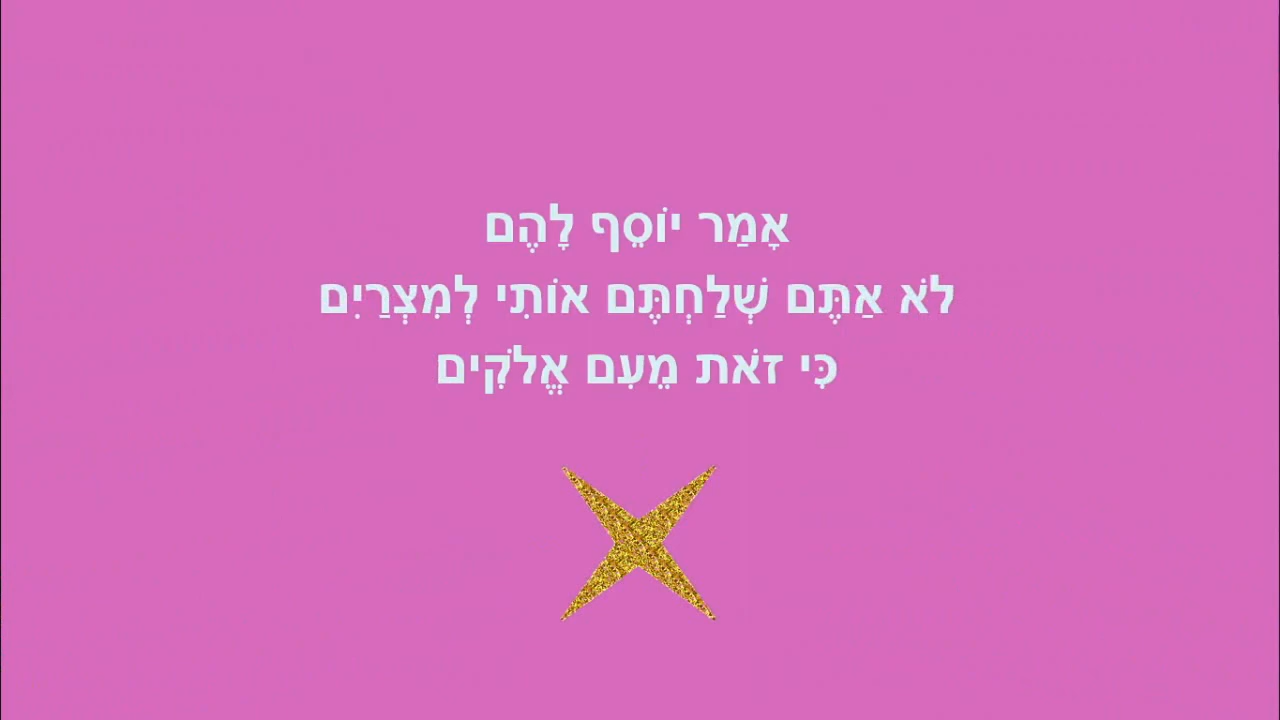 אָמַר יוֹסֵף לָהֶם
לֹא אַתֶּם שְׁלַחְתֶּם אוֹתִי לְמִצְרַיִם
כִּי זֹאת מֵעִם אֱלֹקִים